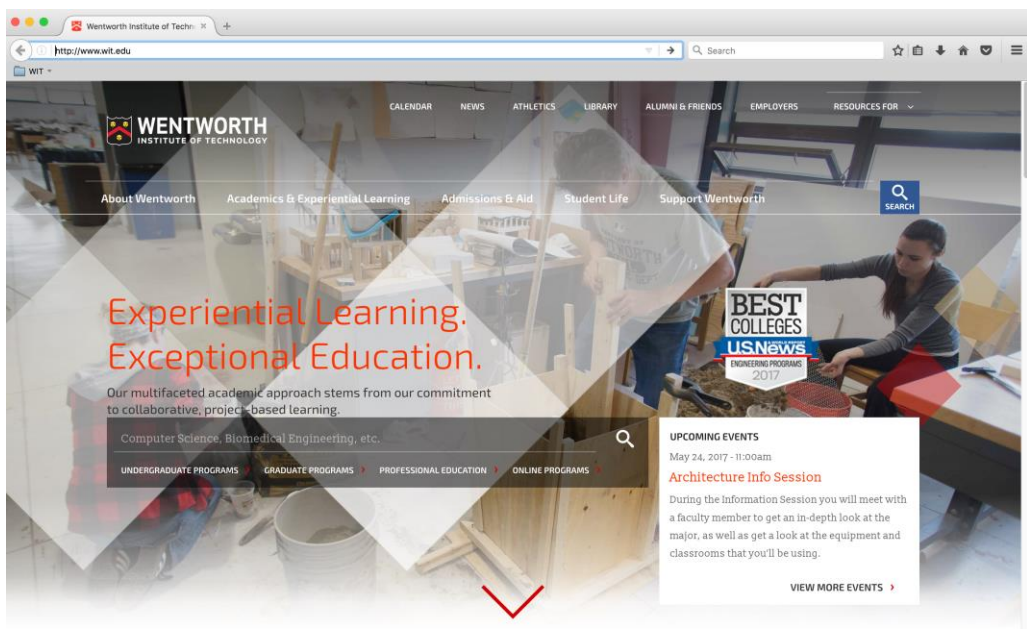 Wentworth Institute of Techn
http://www.wit.edu
Search
WIT
CALENDAR NEWS ATHLETICS LIBRARY ALUMNI & FRIENDS EMPLOYERS RESOURCES FOR
WENTWORTH
INSTITUTE OF TECHNOLOGY
About Wentworth Academics & Experiential Learning Admissions & Aid Student Life Support Wentworth
SEARCH
Experiential Learning.
Exceptional Education.
Our multifaceted academic approach stems from our commitment
to collaborative, project-based learning.
Computer Science, Biomedical Engineering, etc.
UNDERGRADUATE PROGRAMS GRADUATE PROGRAMS PROFESSIONAL EDUCATION ONLINE PROGRAMS
BEST
COLLEGES
U.S.News
ENGINEERING PROGRAMS
2017
UPCOMING EVENTS
May 24, 2017 - 11:00am
Architecture Info Session
During the Information Session you will meet with
a faculty member to get an in-depth look at the
major, as well as get a look at the equipment and
classrooms that you'll be using.
VIEW MORE EVENTS